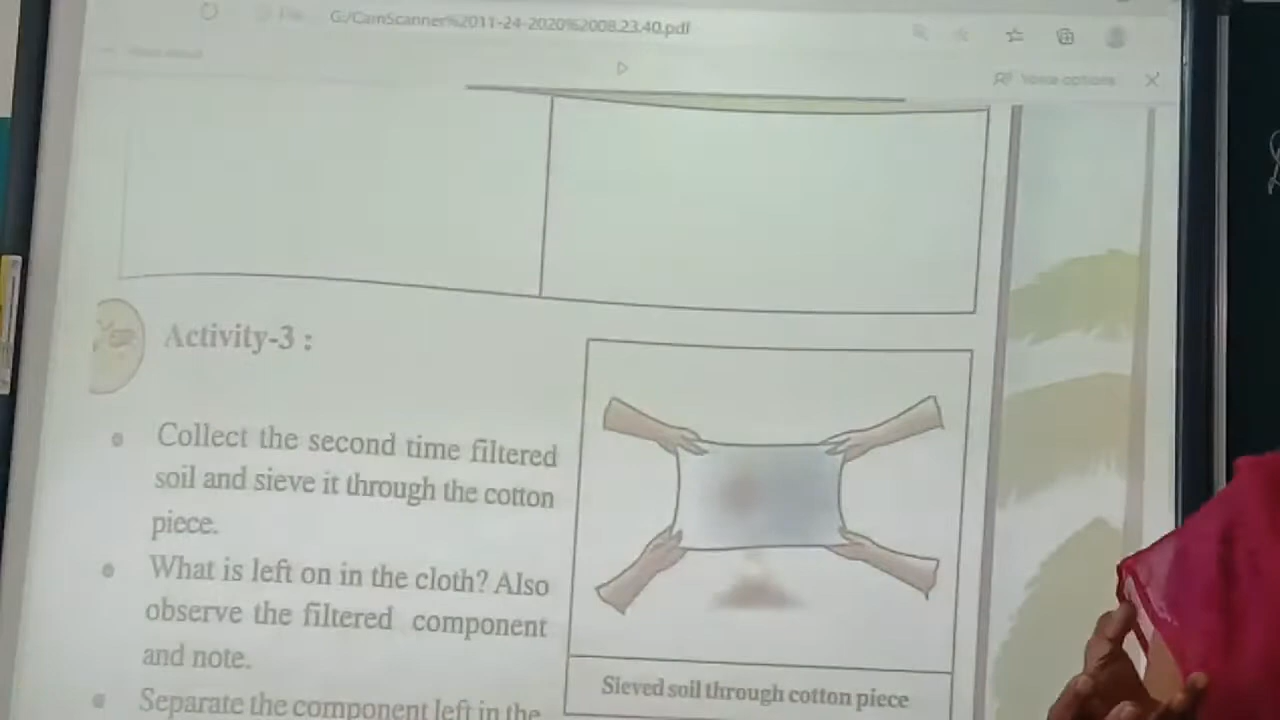 G:/CamScanner%2011-24-2020%2008.23.40.pdf
Voice options
Activity-3 :
Collect the second time filtered
soil and sieve it through the cotton
piece.
What is left on in the cloth? Also
observe the filtered component
and note.
Separate the component left in the
Sieved soil through cotton piece